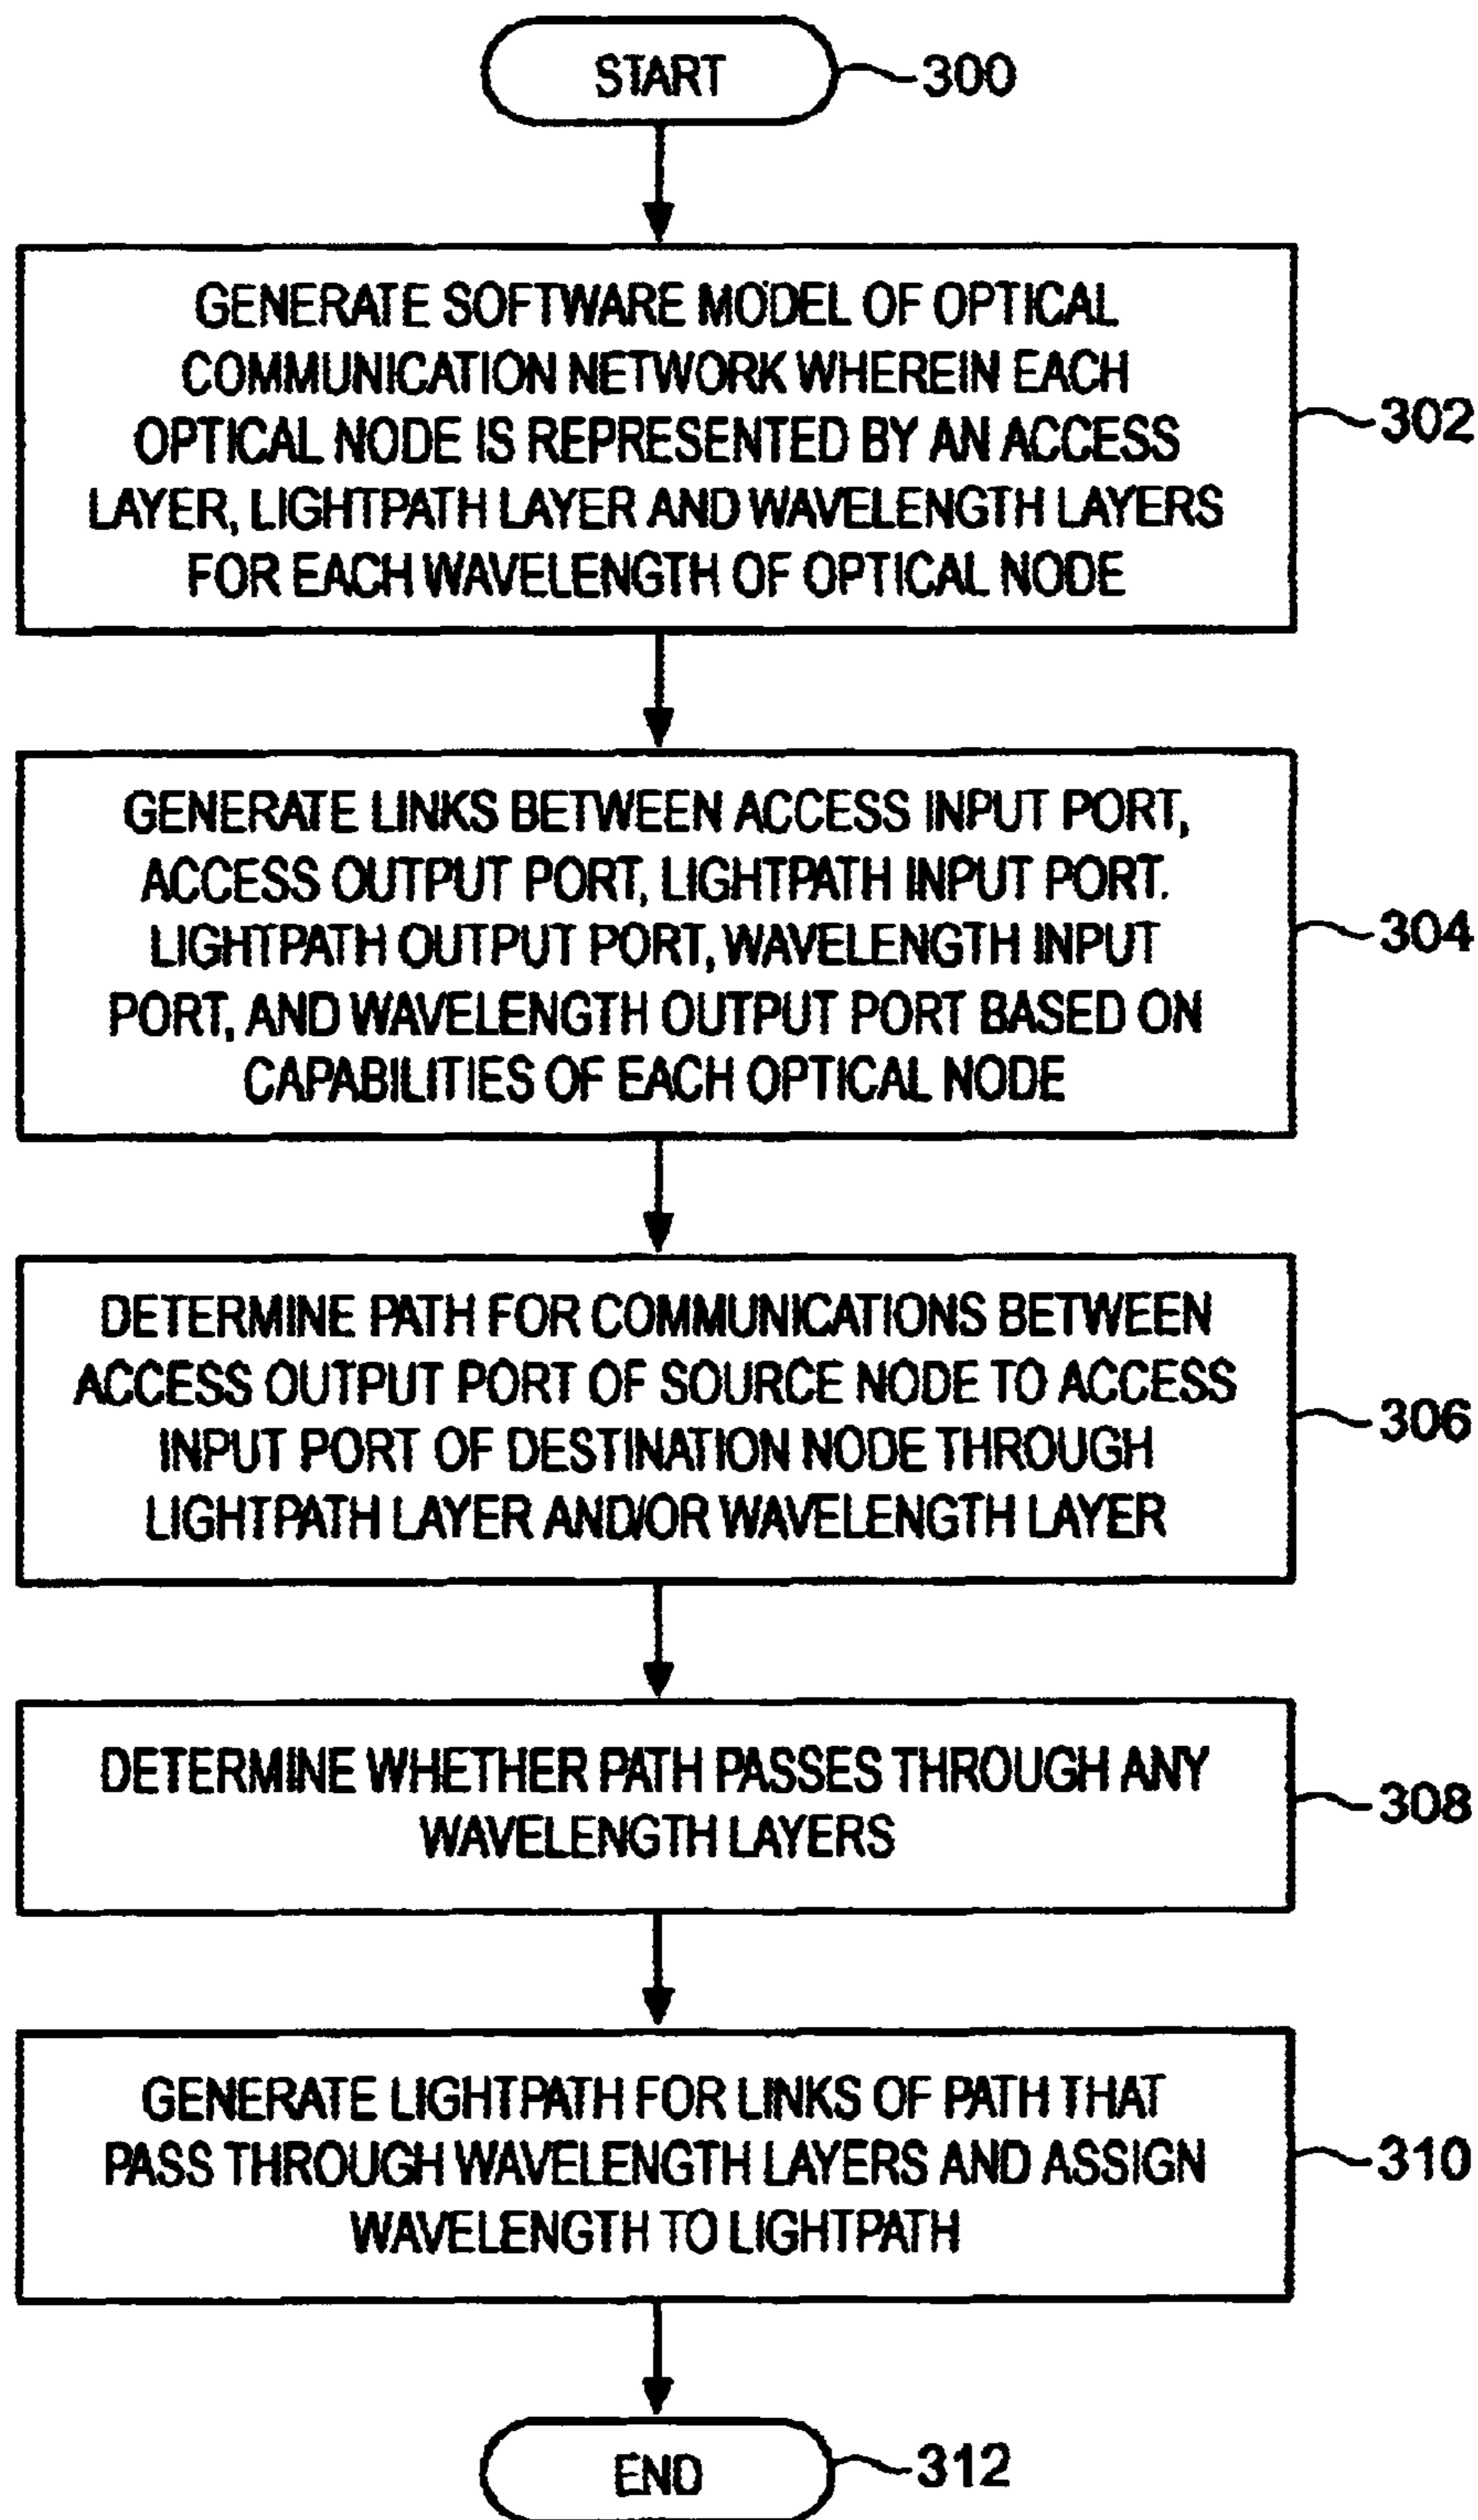 START
300
GENERATE SOFTWARE MODEL OF OPTICAL
COMMUNICATION NETWORK WHEREIN EACH
OPTICAL NODE IS REPRESENTED BY AN ACCESS
LAYER, LIGHTPATH LAYER AND WAVELENGTH LAYERS
FOR EACH WAVELENGTH OF OPTICAL NODE
302
GENERATE LINKS BETWEEN ACCESS INPUT PORT,
ACCESS OUTPUT PORT, LIGHTPATH INPUT PORT.
LIGHTPATH OUTPUT PORT, WAVELENGTH INPUT
PORT, AND WAVELENGTH OUTPUT PORT BASED ON
CAPABILITIES OF EACH OPTICAL NODE
304
DETERMINE PATH FOR COMMUNICATIONS BETWEEN
ACCESS OUTPUT PORT OF SOURCE NODE TO ACCESS
INPUT PORT OF DESTINATION NODE THROUGH
LIGHTPATH LAYER AND/OR WAVELENGTH LAYER
306
DETERMINE WHETHER PATH PASSES THROUGH ANY
WAVELENGTH LAYERS
308
GENERATE LIGHTPATH FOR LINKS OF PATH THAT
PASS THROUGH WAVELENGTH LAYERS AND ASSIGN
WAVELENGTH TO LIGHTPATH
310
END
312